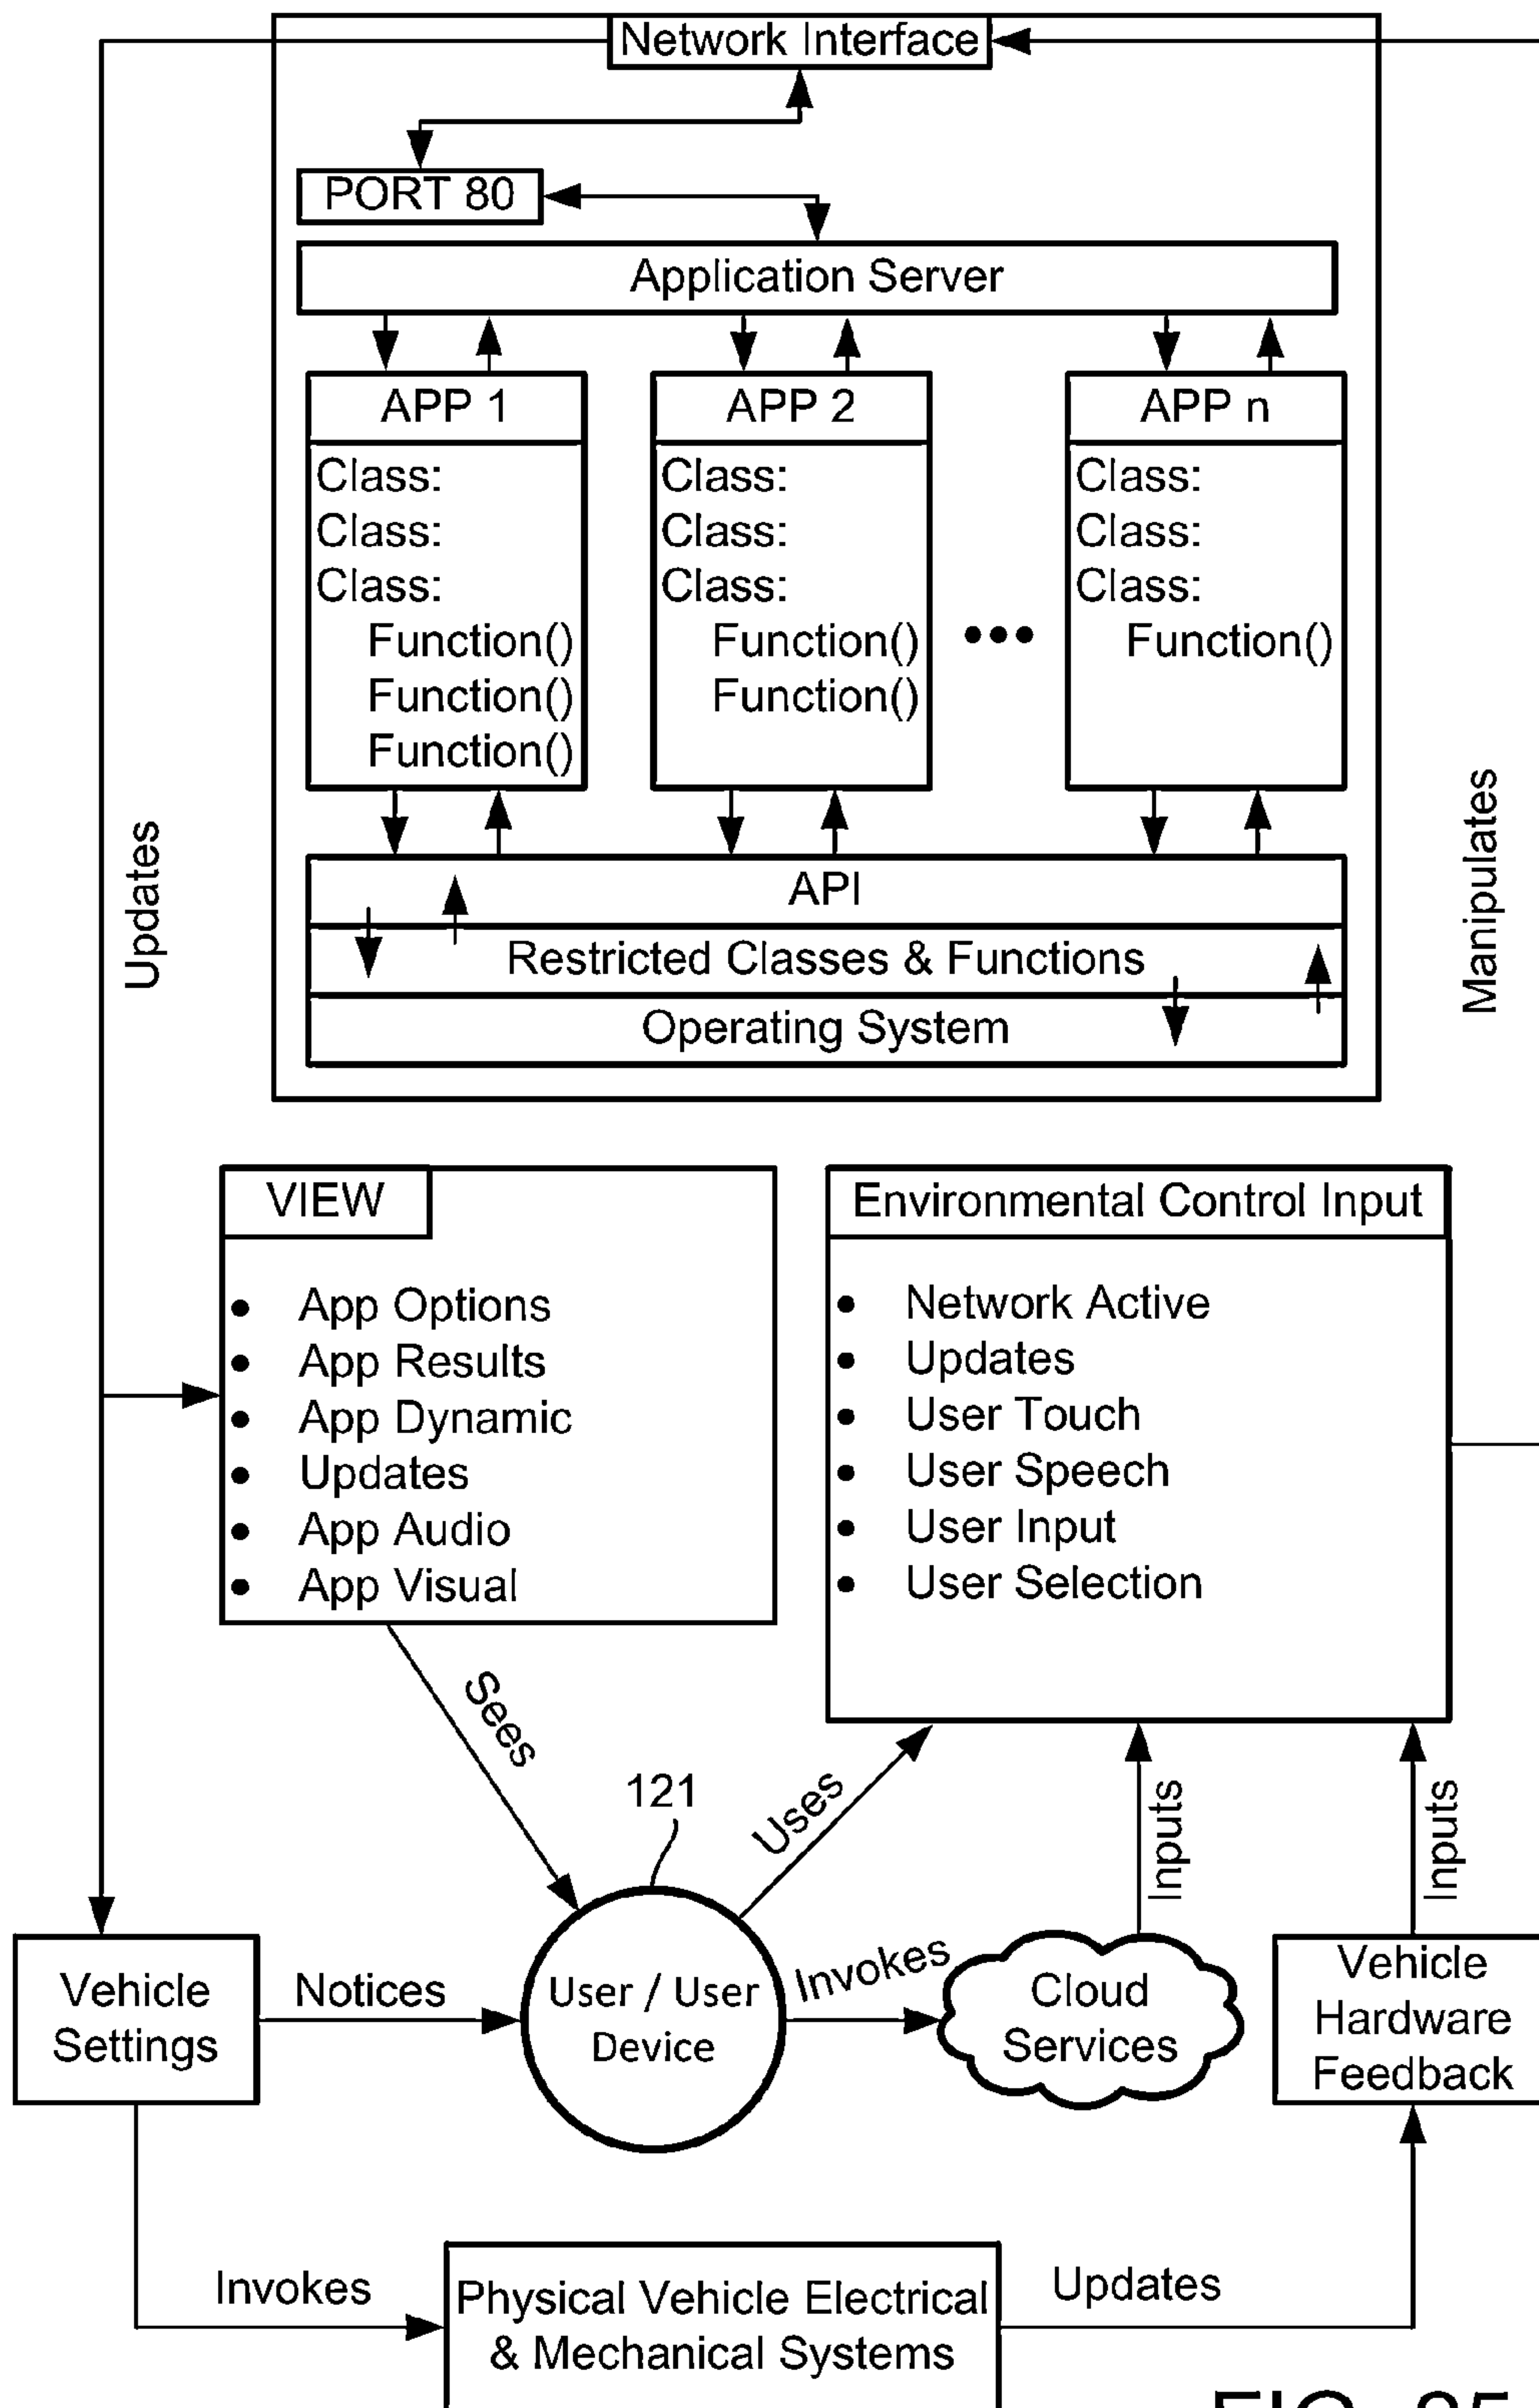 Network Interface
PORT 80
Application Server
APP 1
Class:
Class:
Class:
Function()
Function()
Function()
APP 2
Class:
Class:
Class:
Function()
Function()
•••
APP n
Class:
Class:
Class:
Function()
API
Restricted Classes & Functions
Operating System
Updates
Manipulates
VIEW
• App Options
• App Results
• App Dynamic
• Updates
• App Audio
• App Visual
Environmental Control Input
• Network Active
• Updates
• User Touch
• User Speech
• User Input
• User Selection
Sees
121
Uses
Inputs
Inputs
Vehicle
Settings
Notices
User / User
Device
Invokes
Cloud
Services
Vehicle
Hardware
Feedback
Invokes
Physical Vehicle Electrical
& Mechanical Systems
Updates